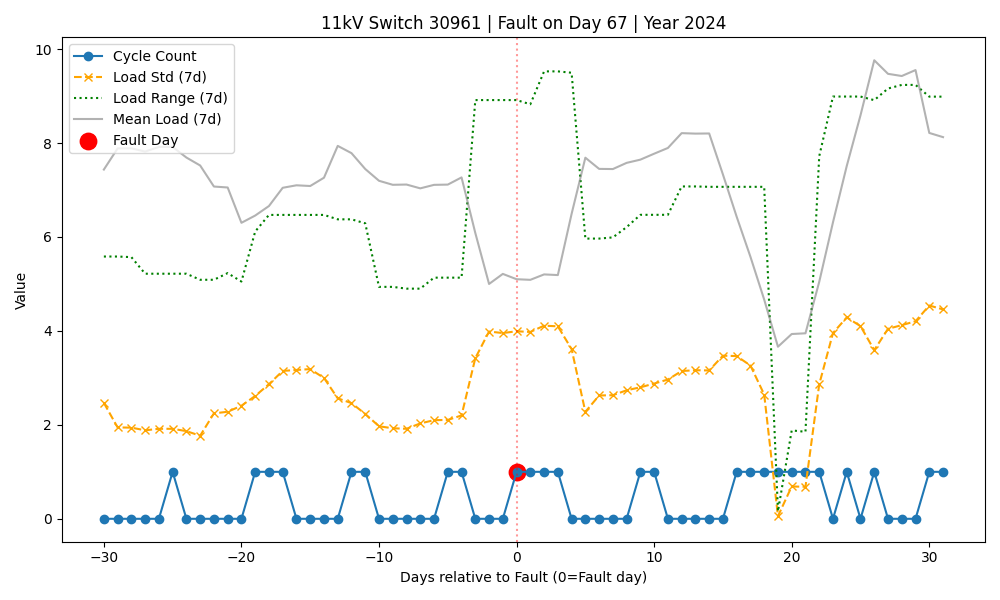 11kV Switch 30961 | Fault on Day 67 | Year 2024
Cycle Count
Load Std (7d)
Load Range (7d)
Mean Load (7d)
Fault Day
Value
10
8
6
4
2
0
−30
−20
−10
0
10
20
30
Days relative to Fault (0=Fault day)